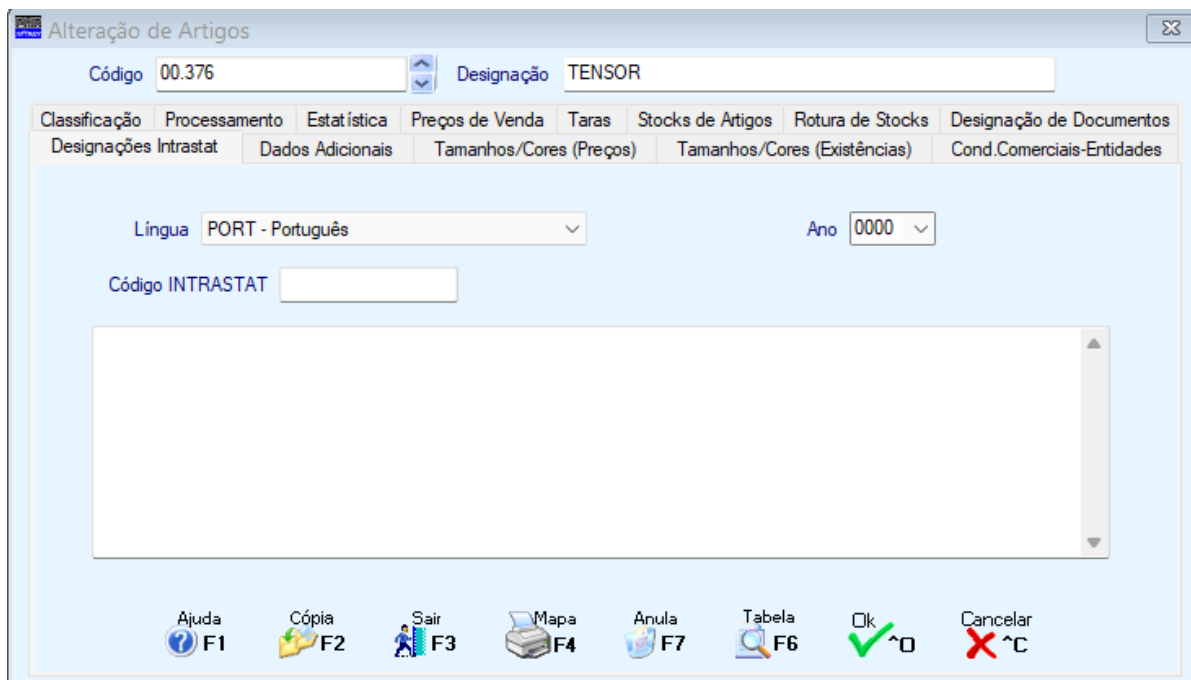 Alteração de Artigos
Código 00.376 Designação TENSOR
Classificação Processamento Estatística Preços de Venda Taras Stocks de Artigos Rotura de Stocks Designação de Documentos
Designações Intrastat Dados Adicionais Tamanhos/Cores (Preços) Tamanhos/Cores (Existências) Cond.Comerciais-Entidades
Língua PORT - Português Ano 0000
Código INTRASTAT
Ajuda Cópia Sair Mapa Anula Tabela Ok Cancelar
F1 F2 F3 F4 F7 F6 ^O ^C